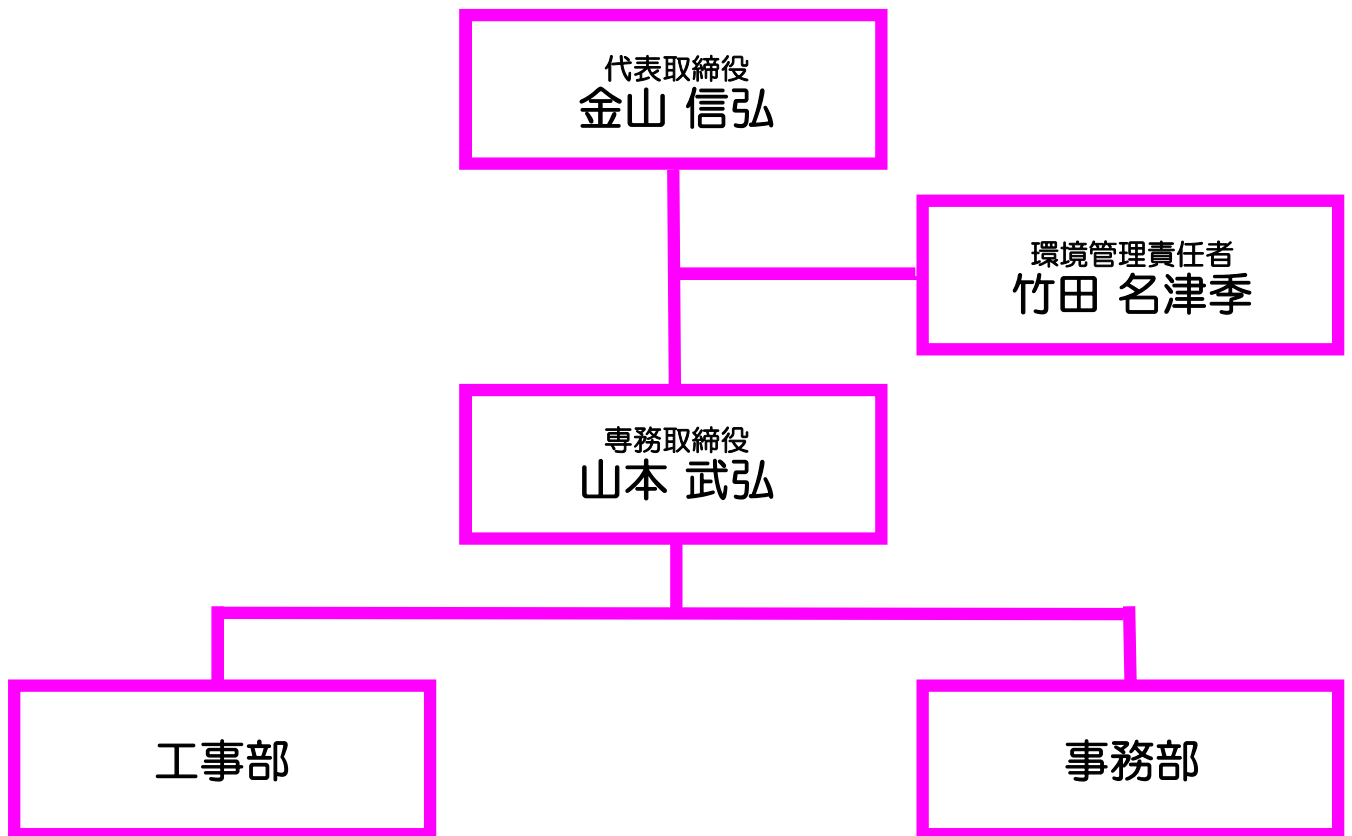 代表取締役
金山 信弘
環境管理責任者
竹田 名津季
専務取締役
山本 武弘
工事部
事務部